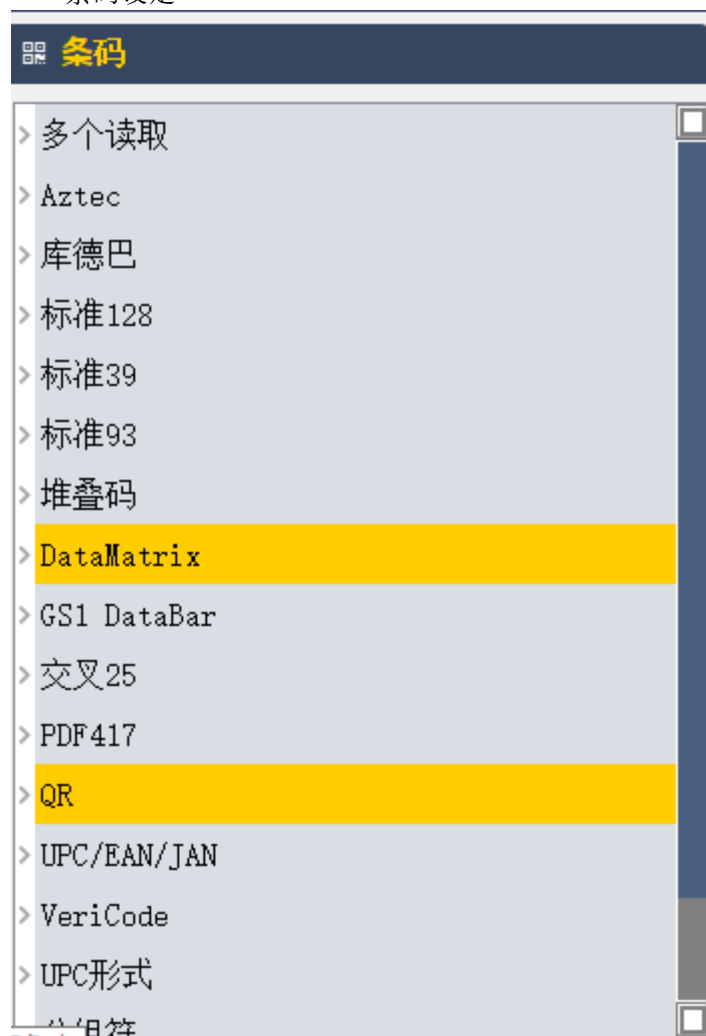 条码
多个读取
Aztec
库德巴
标准128
标准39
标准93
堆叠码
DataMatrix
GS1 DataBar
交叉25
PDF417
QR
UPC/EAN/JAN
VeriCode
UPC形式